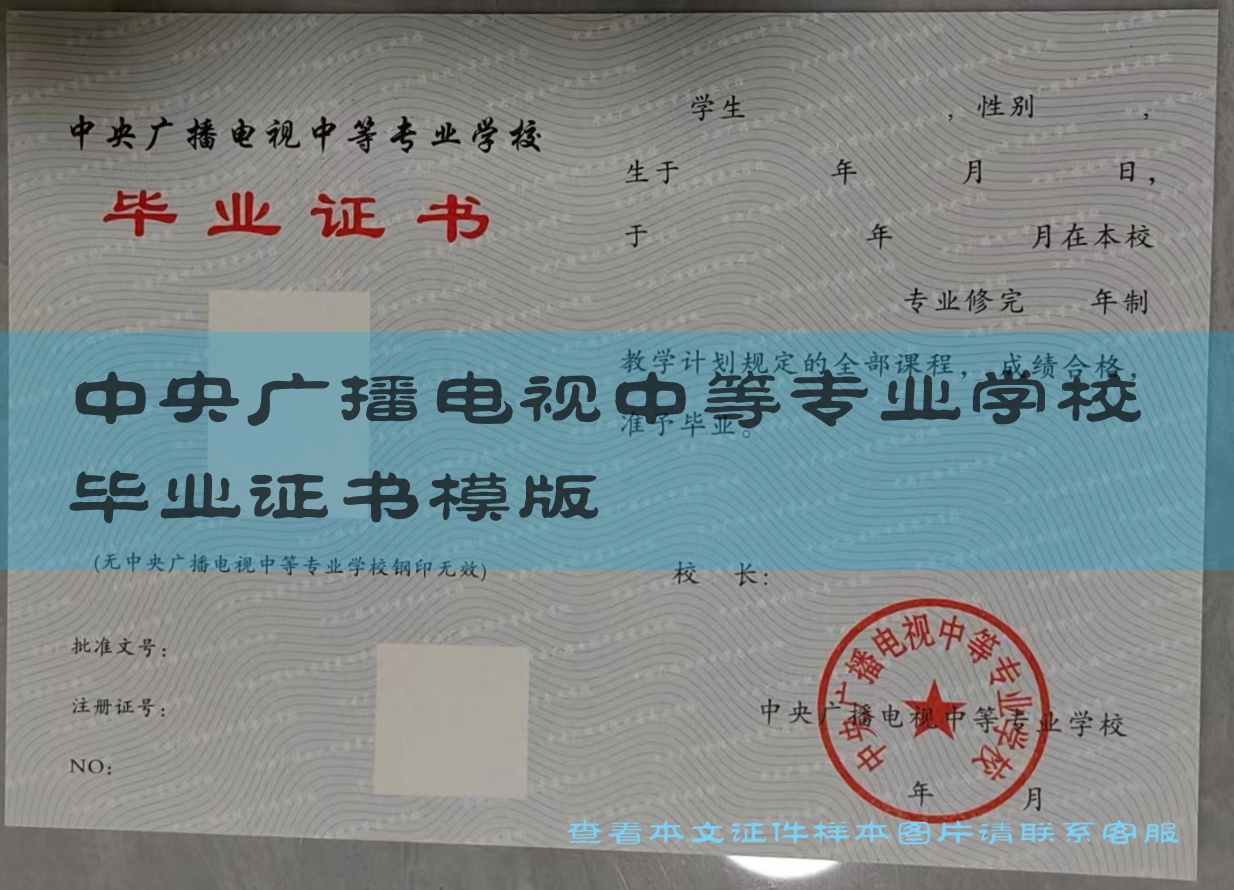 中央广播电视中等专业学校
毕业证书
学生 ，性别 ，
生于 年 月 日，
于 年 月在本校
专业修完 年制
教学计划规定的全部课程， 成绩合格，
准予毕业。
中央广播电视中等专业学校
毕业证书模版
(无中央广播电视中等专业学校钢印无效)
校 长：
批准文号：
注册证号：
NO：
中央广播电视中等专业学校
中央广播电视中等专业学校
年 月
查看本文证件样本图片请联系客服